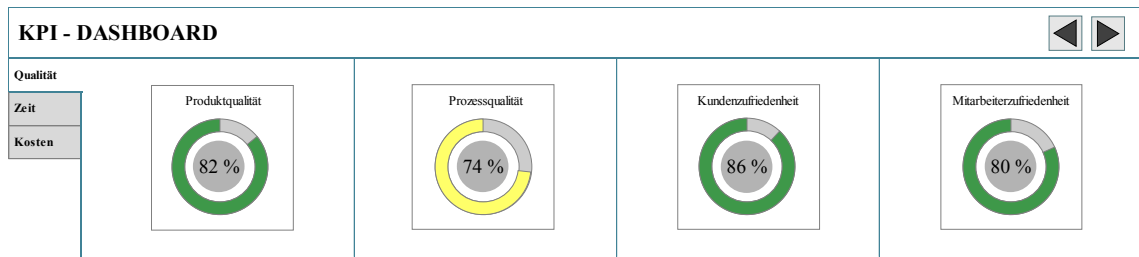 KPI - DASHBOARD
Qualität
Zeit
Kosten
Produktqualität
82 %
Prozessqualität
74 %
Kundenzufriedenheit
86 %
Mitarbeiterzufriedenheit
80 %